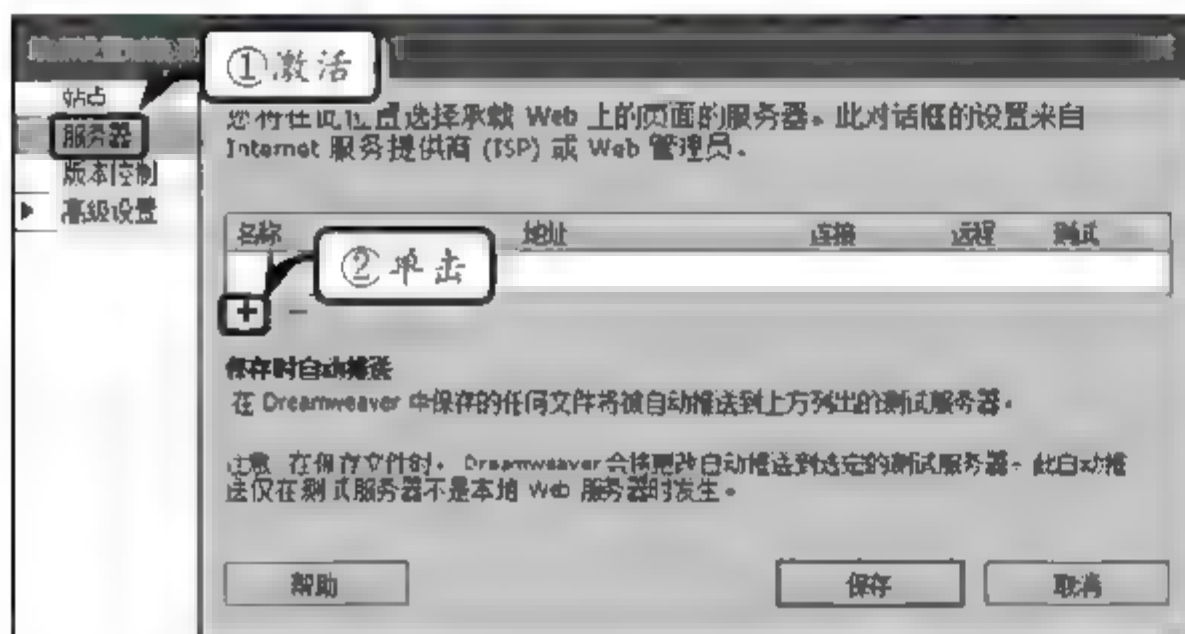 ①激活
站点
服务器
版本控制
高级设置
您将在此位置选择承载 Web 上的页面的服务器。此对话框的设置来自
Internet 服务提供商 (ISP) 或 Web 管理员。
名称 地址 连接 远程 测试
②单击
+ −
保存时自动推送
在 Dreamweaver 中保存的任何文件将被自动推送到上方列出的测试服务器。
注意 在保存文件时，Dreamweaver 会将更改自动推送到选定的测试服务器。此自动推
送仅在测试服务器不是本地 Web 服务器时发生。
帮助 保存 取消